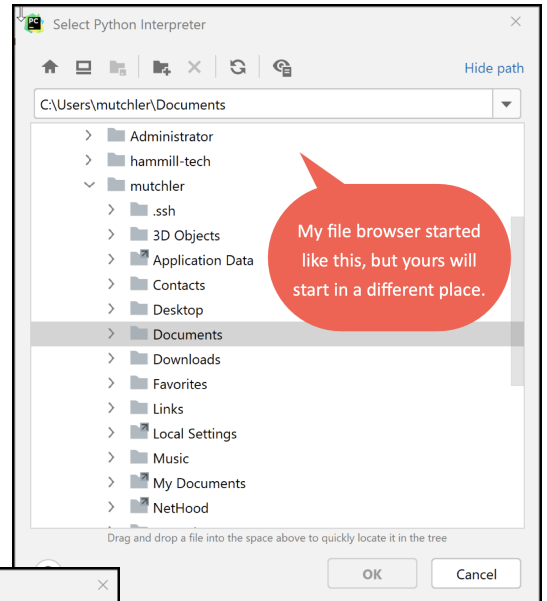 PC Select Python Interpreter
Hide path
C:\Users\mutchler\Documents
Administrator
hammill-tech
mutchler
.ssh
3D Objects
Application Data
Contacts
Desktop
Documents
Downloads
Favorites
Links
Local Settings
Music
My Documents
NetHood
My file browser started
like this, but yours will
start in a different place.
Drag and drop a file into the space above to quickly locate it in the tree
OK
Cancel